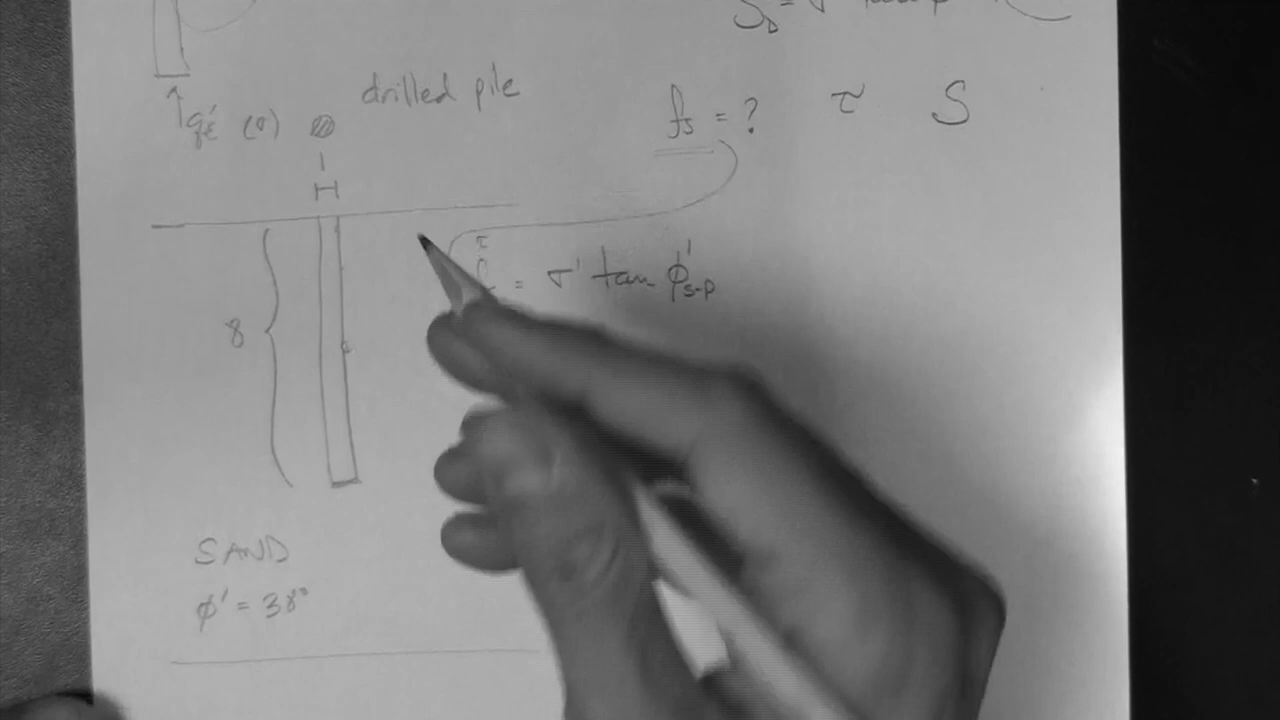 drilled pile
fs = ? τ S
q't (0)
H
= σ' tan ϕ's-p
8
SAND
ϕ' = 38°